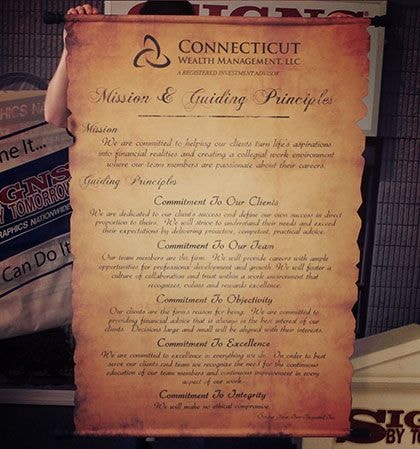 SIGNS
CONNECTICUT
WEALTH MANAGEMENT, LLC
A REGISTERED INVESTMENT ADVISOR
Mission & Guiding Principles
Mission
We are committed to helping our clients turn life's aspirations
into financial realities and creating a collegial work environment
where our team members are passionate about their careers.
Guiding Principles
Commitment To Our Clients
We are dedicated to our client's success and define our own success in direct
proportion to theirs. We will strive to understand their needs and exceed
their expectations by delivering proactive, competent, practical advice.
Commitment To Our Team
Our team members are the firm. We will provide careers with ample
opportunities for professional development and growth. We will foster a
culture of collaboration and trust within a work environment that
recognizes, values and rewards excellence.
Commitment To Objectivity
Our clients are the firm's reason for being. We are committed to
providing financial advice that is always in the best interest of our
clients. Decisions large and small will be aligned with their interests.
Commitment To Excellence
We are committed to excellence in everything we do. In order to best
serve our clients and team we recognize the need for the continuous
education of our team members and continuous improvement in every
aspect of our work.
Commitment To Integrity
We will make no ethical compromise.
GRAPHICS NATIONWIDE
ne It...
SIGNS
BY TOMORROW
GRAPHICS NATIONWIDE
Can Do It!
SIGNS
BY TOMO